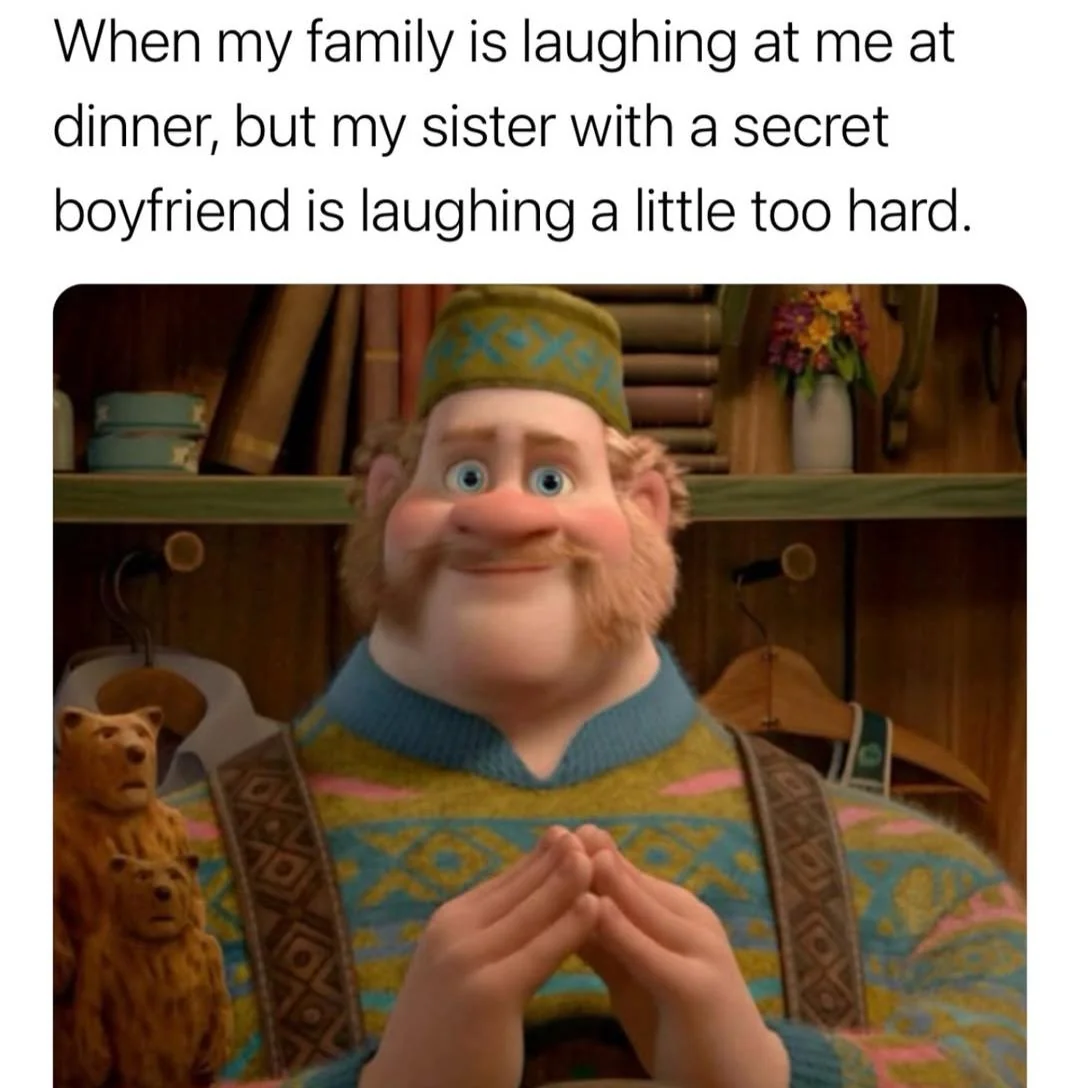 When my family is laughing at me at
dinner, but my sister with a secret
boyfriend is laughing a little too hard.